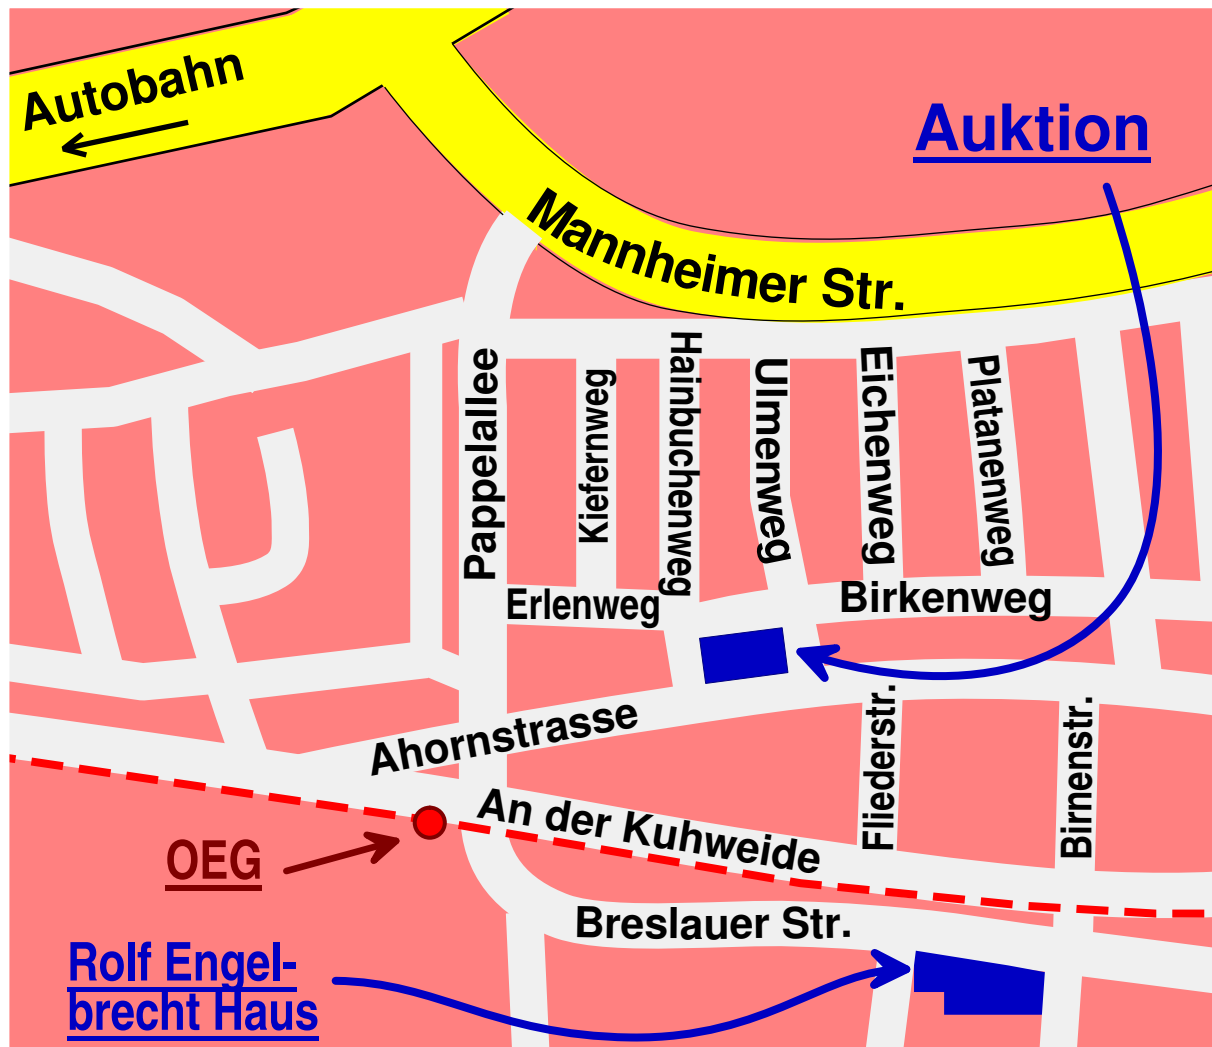 Autobahn
Auktion
Mannheimer Str.
Pappelallee
Kiefernweg
Hainbuchenweg
Ulmenweg
Eichenweg
Platanenweg
Erlenweg
Birkenweg
Ahornstrasse
Fliederstr.
Birnenstr.
An der Kuhweide
OEG
Breslauer Str.
Rolf Engel-
brecht Haus